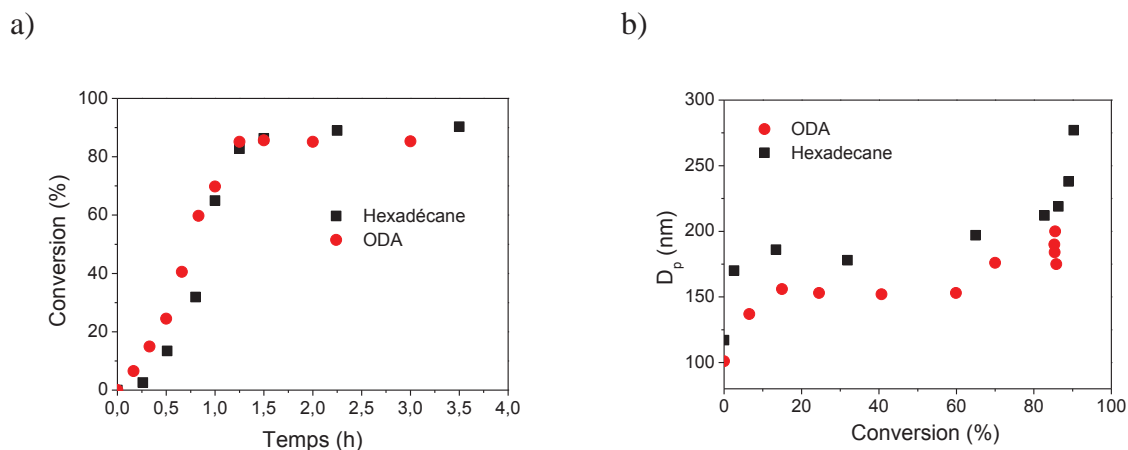 a)
b)
100
80
60
40
20
0
Conversion (%)
Hexadécane
ODA
0,0 0,5 1,0 1,5 2,0 2,5 3,0 3,5 4,0
Temps (h)
300
250
200
150
100
D_p (nm)
ODA
Hexadecane
0 20 40 60 80 100
Conversion (%)